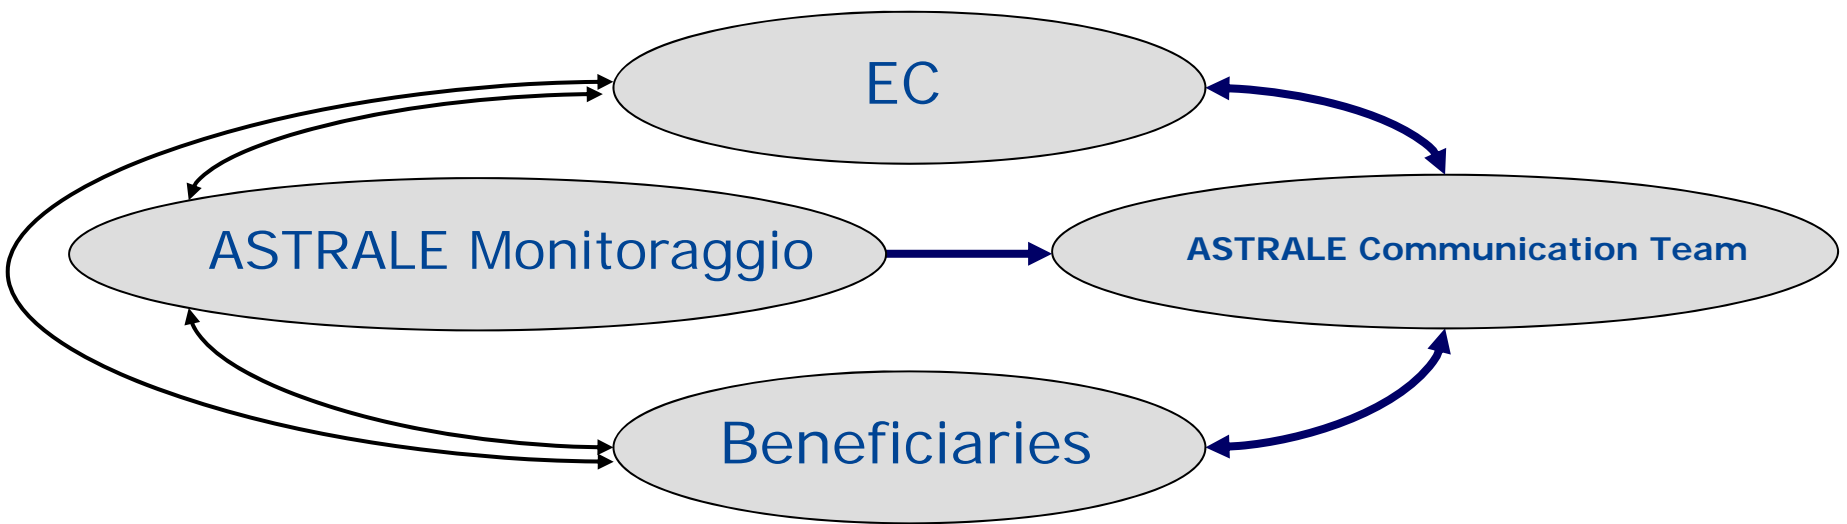 EC
ASTRALE Monitoraggio
ASTRALE Communication Team
Beneficiaries